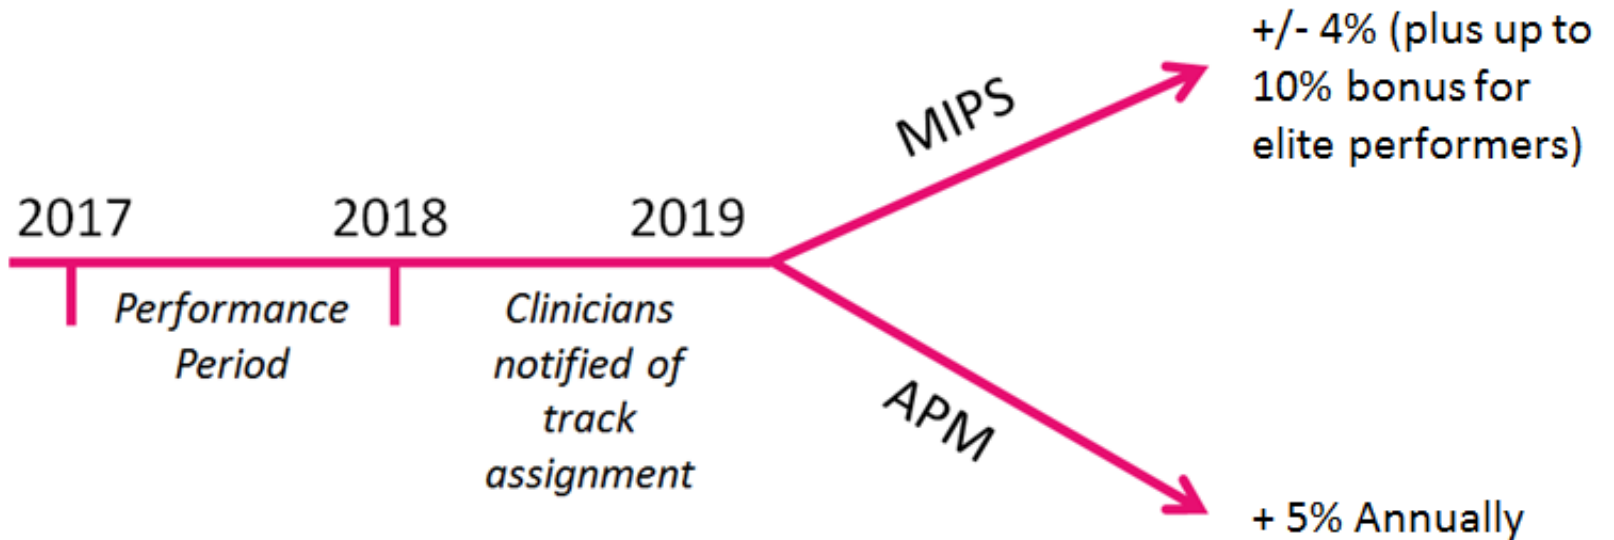 +/- 4% (plus up to
10% bonus for
elite performers)
MIPS
2017
2018
2019
Performance
Period
Clinicians
notified of
track
assignment
APM
+ 5% Annually